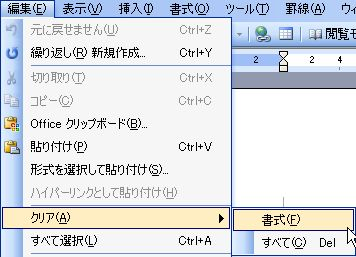 編集(E) 表示(V) 挿入(I) 書式(O) ツール(T) 罫線(A)
元に戻せません(U) Ctrl+Z
繰り返し(R) 新規作成... Ctrl+Y
閲覧
切り取り(T) Ctrl+X
2 2 4
コピー(C) Ctrl+C
Office クリップボード(B)...
貼り付け(P) Ctrl+V
形式を選択して貼り付け(S)...
ハイパーリンクとして貼り付け(H)
クリア(A) 書式(F)
すべて選択(L) Ctrl+A すべて(C) Del